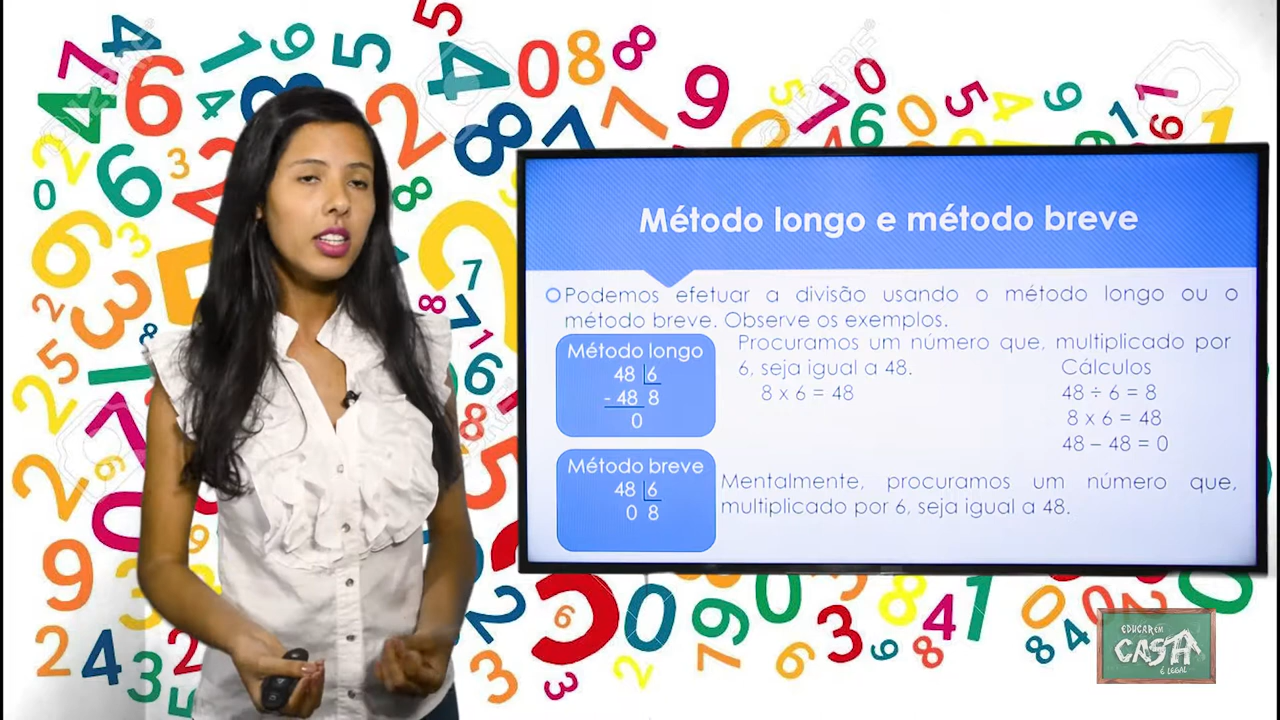 Método longo e método breve
Podemos efetuar a divisão usando o método longo ou o
método breve. Observe os exemplos.
Método longo
48 6
- 48 8
0
Procuramos um número que, multiplicado por
6, seja igual a 48.
8 x 6 = 48
Cálculos
48 ÷ 6 = 8
8 x 6 = 48
48 – 48 = 0
Método breve
48 6
0 8
Mentalmente, procuramos um número que,
multiplicado por 6, seja igual a 48.
EDUCAR EM
CASA
É LEGAL